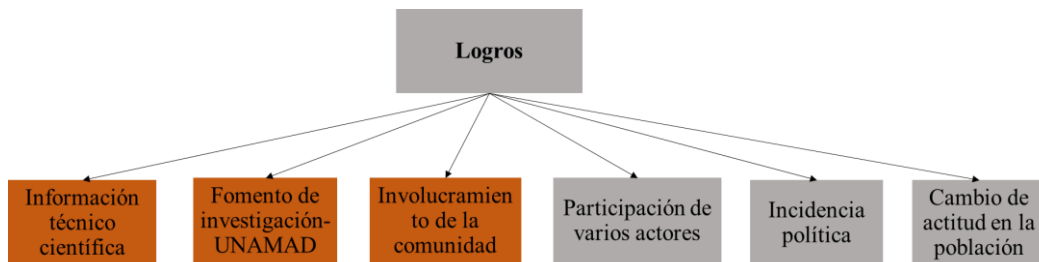 Logros
Información
técnico
científica
Fomento de
investigación-
UNAMAD
Involucramien
to de la
comunidad
Participación de
varios actores
Incidencia
política
Cambio de
actitud en la
población